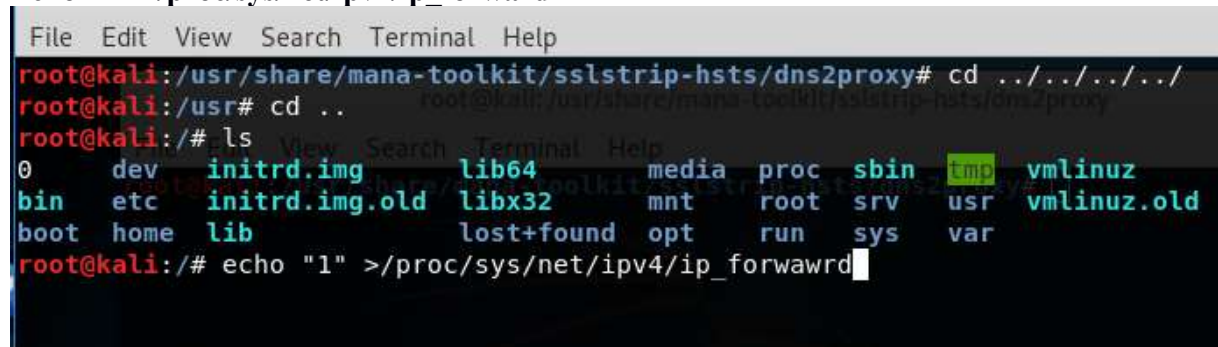 File Edit View Search Terminal Help
root@kali:/usr/share/mana-toolkit/sslstrip-hsts/dns2proxy# cd ../../../../
root@kali:/usr# cd ..
root@kali:/# ls
0 dev initrd.img lib64 media proc sbin tmp vmlinuz
bin etc initrd.img.old libx32 mnt root srv usr vmlinuz.old
boot home lib lost+found opt run sys var
root@kali:/# echo "1" >/proc/sys/net/ipv4/ip_forwawrd